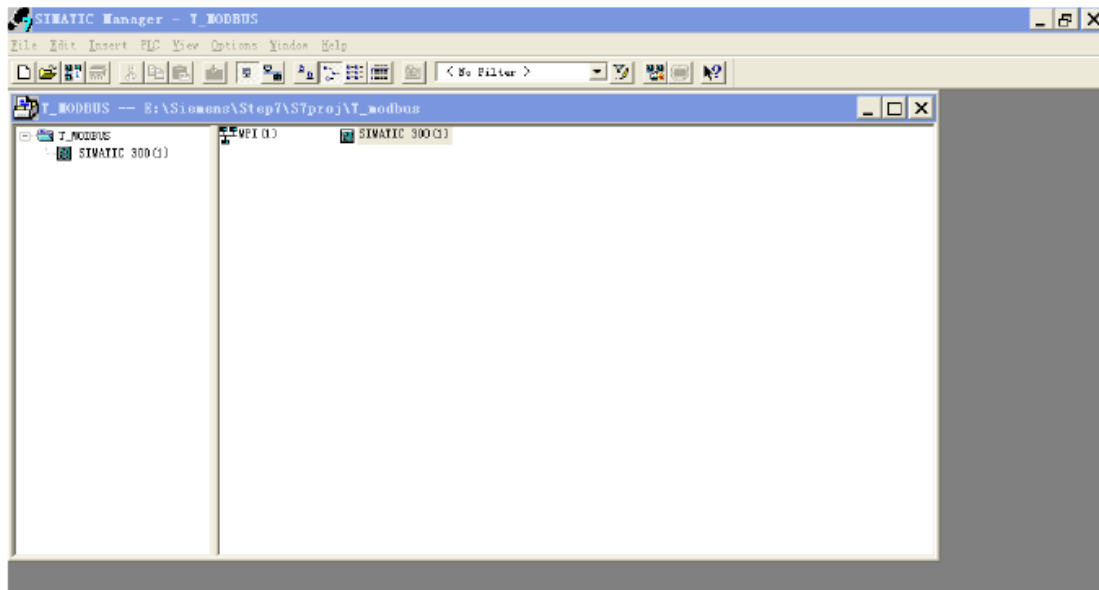 SIMATIC Manager - T_MODBUS
File Edit Insert PLC View Options Window Help
< No Filter >
T_MODBUS -- E:\Siemens\Step7\S7proj\T_modbus
T_MODBUS
SIMATIC 300(1)
MPI(1) SIMATIC 300(1)